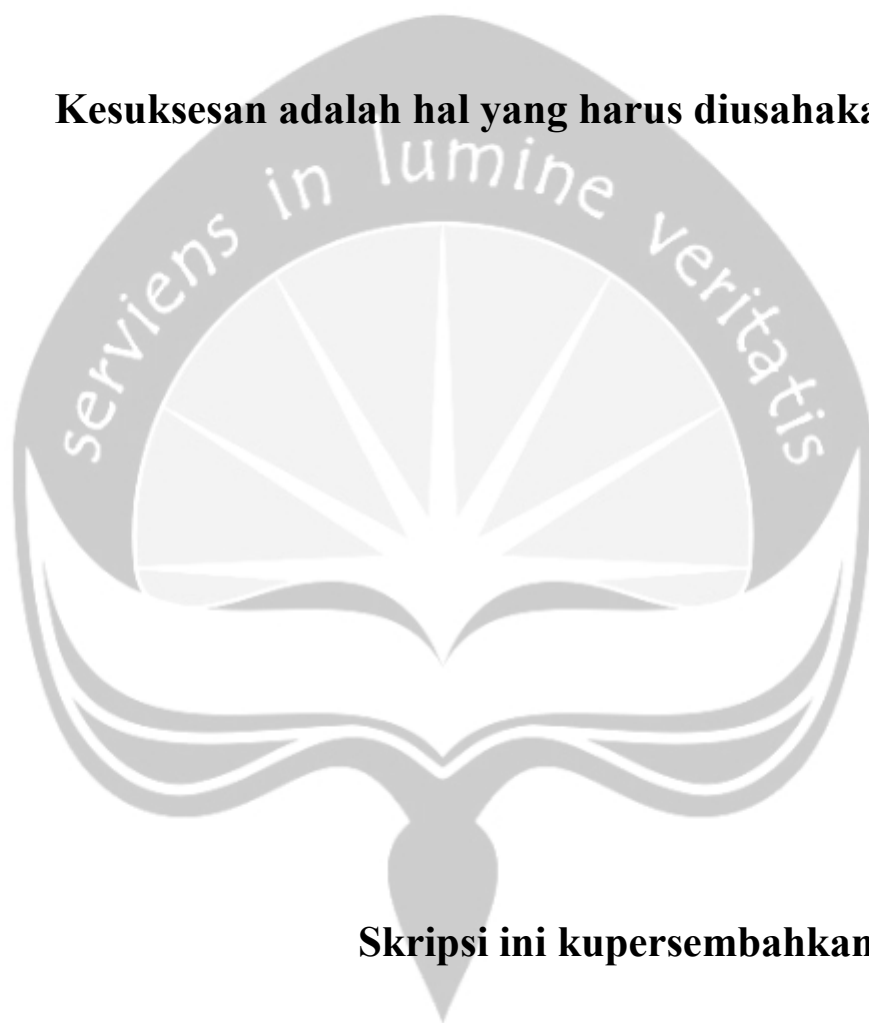 Kesuksesan adalah hal yang harus diusahaka
serviens in lumine veritatis
Skripsi ini kupersembahkan